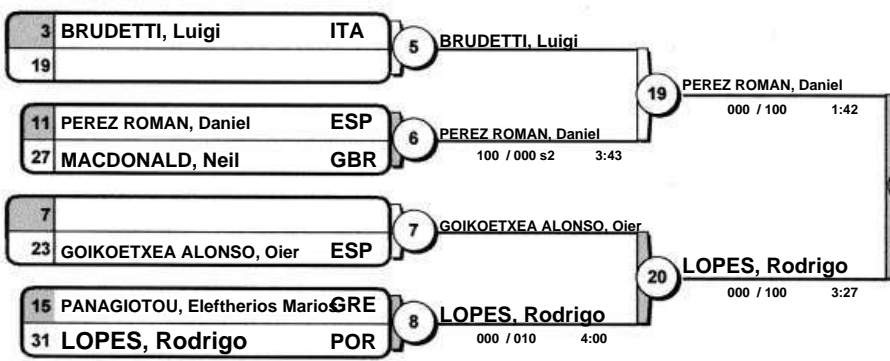 3 BRUDETTI, Luigi ITA
19
5
BRUDETTI, Luigi
11 PEREZ ROMAN, Daniel ESP
27 MACDONALD, Neil GBR
6
PEREZ ROMAN, Daniel
100 / 000 s2 3:43
19
PEREZ ROMAN, Daniel
000 / 100 1:42
7
23 GOIKOETXEA ALONSO, Oier ESP
7
GOIKOETXEA ALONSO, Oier
15 PANAGIOTOU, Eleftherios Marios GRE
31 LOPES, Rodrigo POR
8
LOPES, Rodrigo
000 / 010 4:00
20
LOPES, Rodrigo
000 / 100 3:27